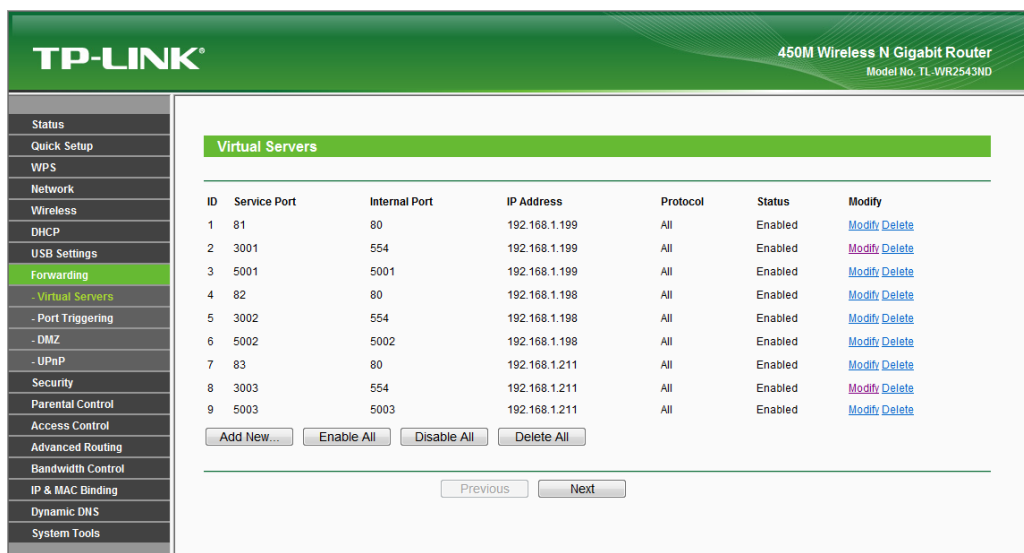 TP-LINK®
450M Wireless N Gigabit Router
Model No. TL-WR2543ND
Status
Quick Setup
WPS
Network
Wireless
DHCP
USB Settings
Forwarding
- Virtual Servers
- Port Triggering
- DMZ
- UPnP
Security
Parental Control
Access Control
Advanced Routing
Bandwidth Control
IP & MAC Binding
Dynamic DNS
System Tools
Virtual Servers
ID Service Port Internal Port IP Address Protocol Status Modify
1 81 80 192.168.1.199 All Enabled Modify Delete
2 3001 554 192.168.1.199 All Enabled Modify Delete
3 5001 5001 192.168.1.199 All Enabled Modify Delete
4 82 80 192.168.1.198 All Enabled Modify Delete
5 3002 554 192.168.1.198 All Enabled Modify Delete
6 5002 5002 192.168.1.198 All Enabled Modify Delete
7 83 80 192.168.1.211 All Enabled Modify Delete
8 3003 554 192.168.1.211 All Enabled Modify Delete
9 5003 5003 192.168.1.211 All Enabled Modify Delete
Add New... Enable All Disable All Delete All
Previous Next